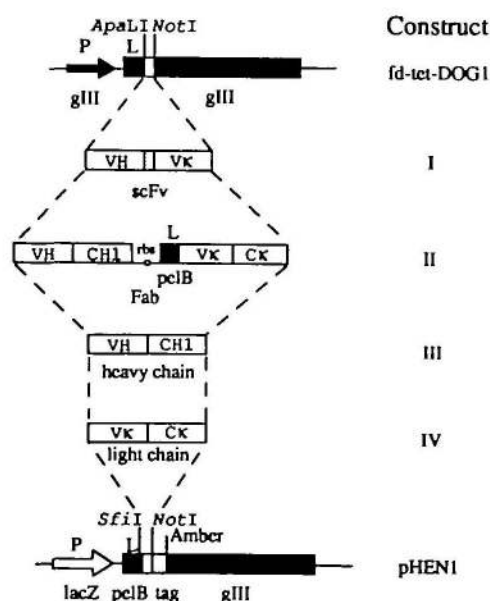 ApaLI NotI
Construct
P
L
fd-tet-DOG1
gIII
gIII
VH
Vκ
I
scFv
L
VH
CH1
rbs
Vκ
Cκ
II
pelB
Fab
VH
CH1
III
heavy chain
Vκ
Cκ
IV
light chain
SfiI NotI
Amber
P
L
pHEN1
lacZ
pelB
tag
gIII